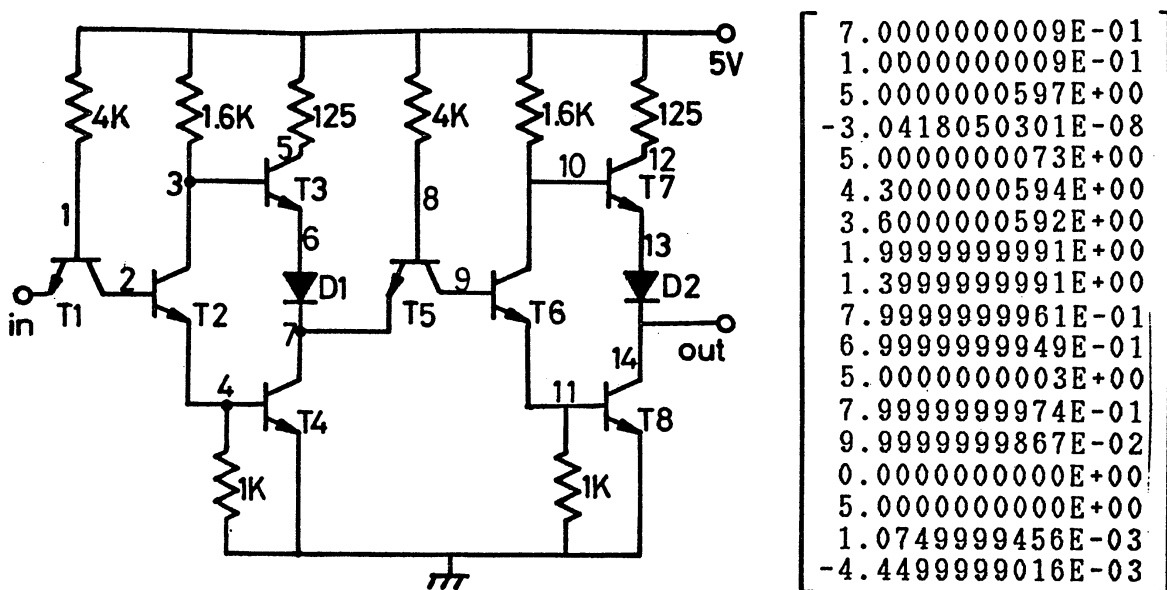 5V
4K
1.6K
125
4K
1.6K
125
5
12
3
T3
10
T7
1
8
6
13
2
9
D1
D2
in
T1
T2
7
T5
T6
out
4
14
T4
11
T8
1K
1K
7.0000000009E-01
1.0000000009E-01
5.0000000597E+00
-3.0418050301E-08
5.0000000073E+00
4.3000000594E+00
3.6000000592E+00
1.9999999991E+00
1.3999999991E+00
7.9999999961E-01
6.9999999949E-01
5.0000000003E+00
7.9999999974E-01
9.9999999867E-02
0.0000000000E+00
5.0000000000E+00
1.0749999456E-03
-4.4499999016E-03